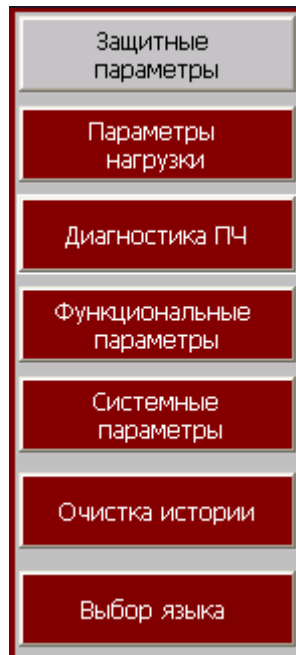 Защитные
параметры
Параметры
нагрузки
Диагностика ПЧ
Функциональные
параметры
Системные
параметры
Очистка истории
Выбор языка